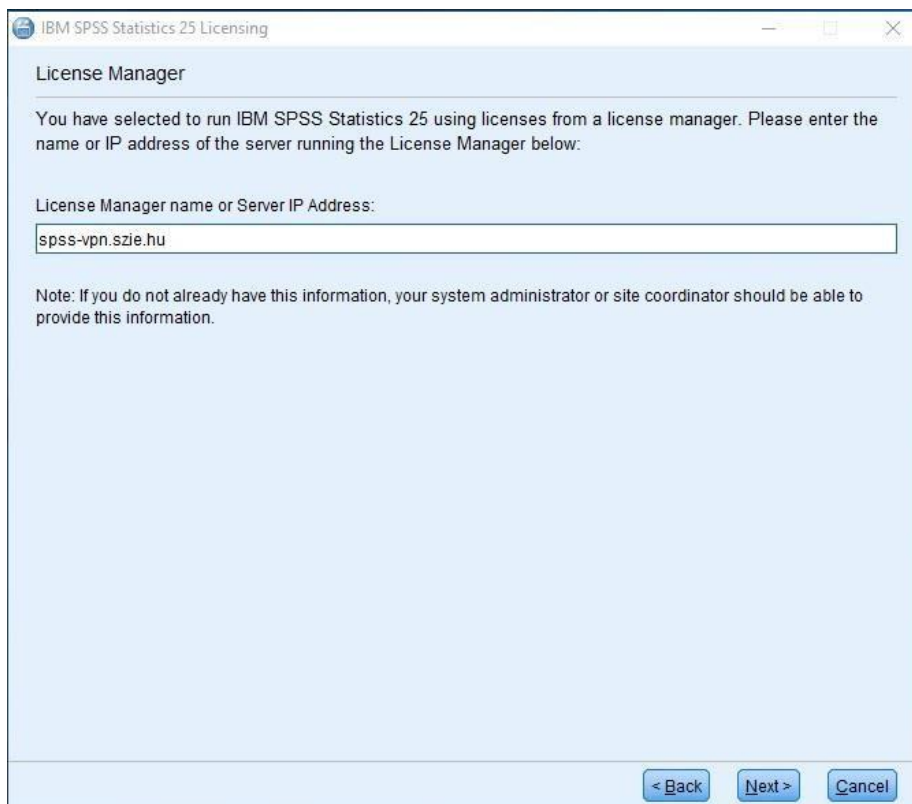 IBM SPSS Statistics 25 Licensing
License Manager
You have selected to run IBM SPSS Statistics 25 using licenses from a license manager. Please enter the
name or IP address of the server running the License Manager below:
License Manager name or Server IP Address:
spss-vpn.szie.hu
Note: If you do not already have this information, your system administrator or site coordinator should be able to
provide this information.
< Back Next > Cancel